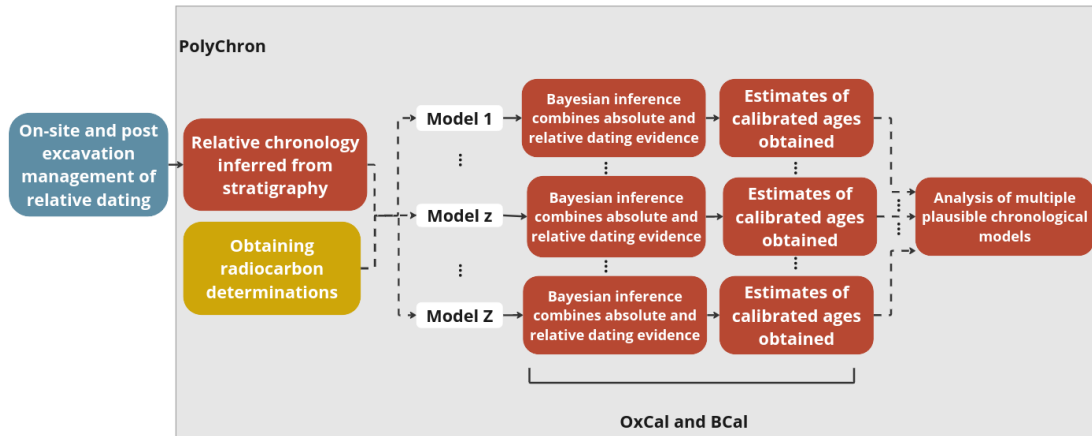 PolyChron
On-site and post
excavation
management of
relative dating
Relative chronology
inferred from
stratigraphy
Obtaining
radiocarbon
determinations
Model 1
Bayesian inference
combines absolute and
relative dating evidence
Estimates of
calibrated ages
obtained
Model z
Bayesian inference
combines absolute and
relative dating evidence
Estimates of
calibrated ages
obtained
Model Z
Bayesian inference
combines absolute and
relative dating evidence
Estimates of
calibrated ages
obtained
Analysis of multiple
plausible chronological
models
OxCal and BCal